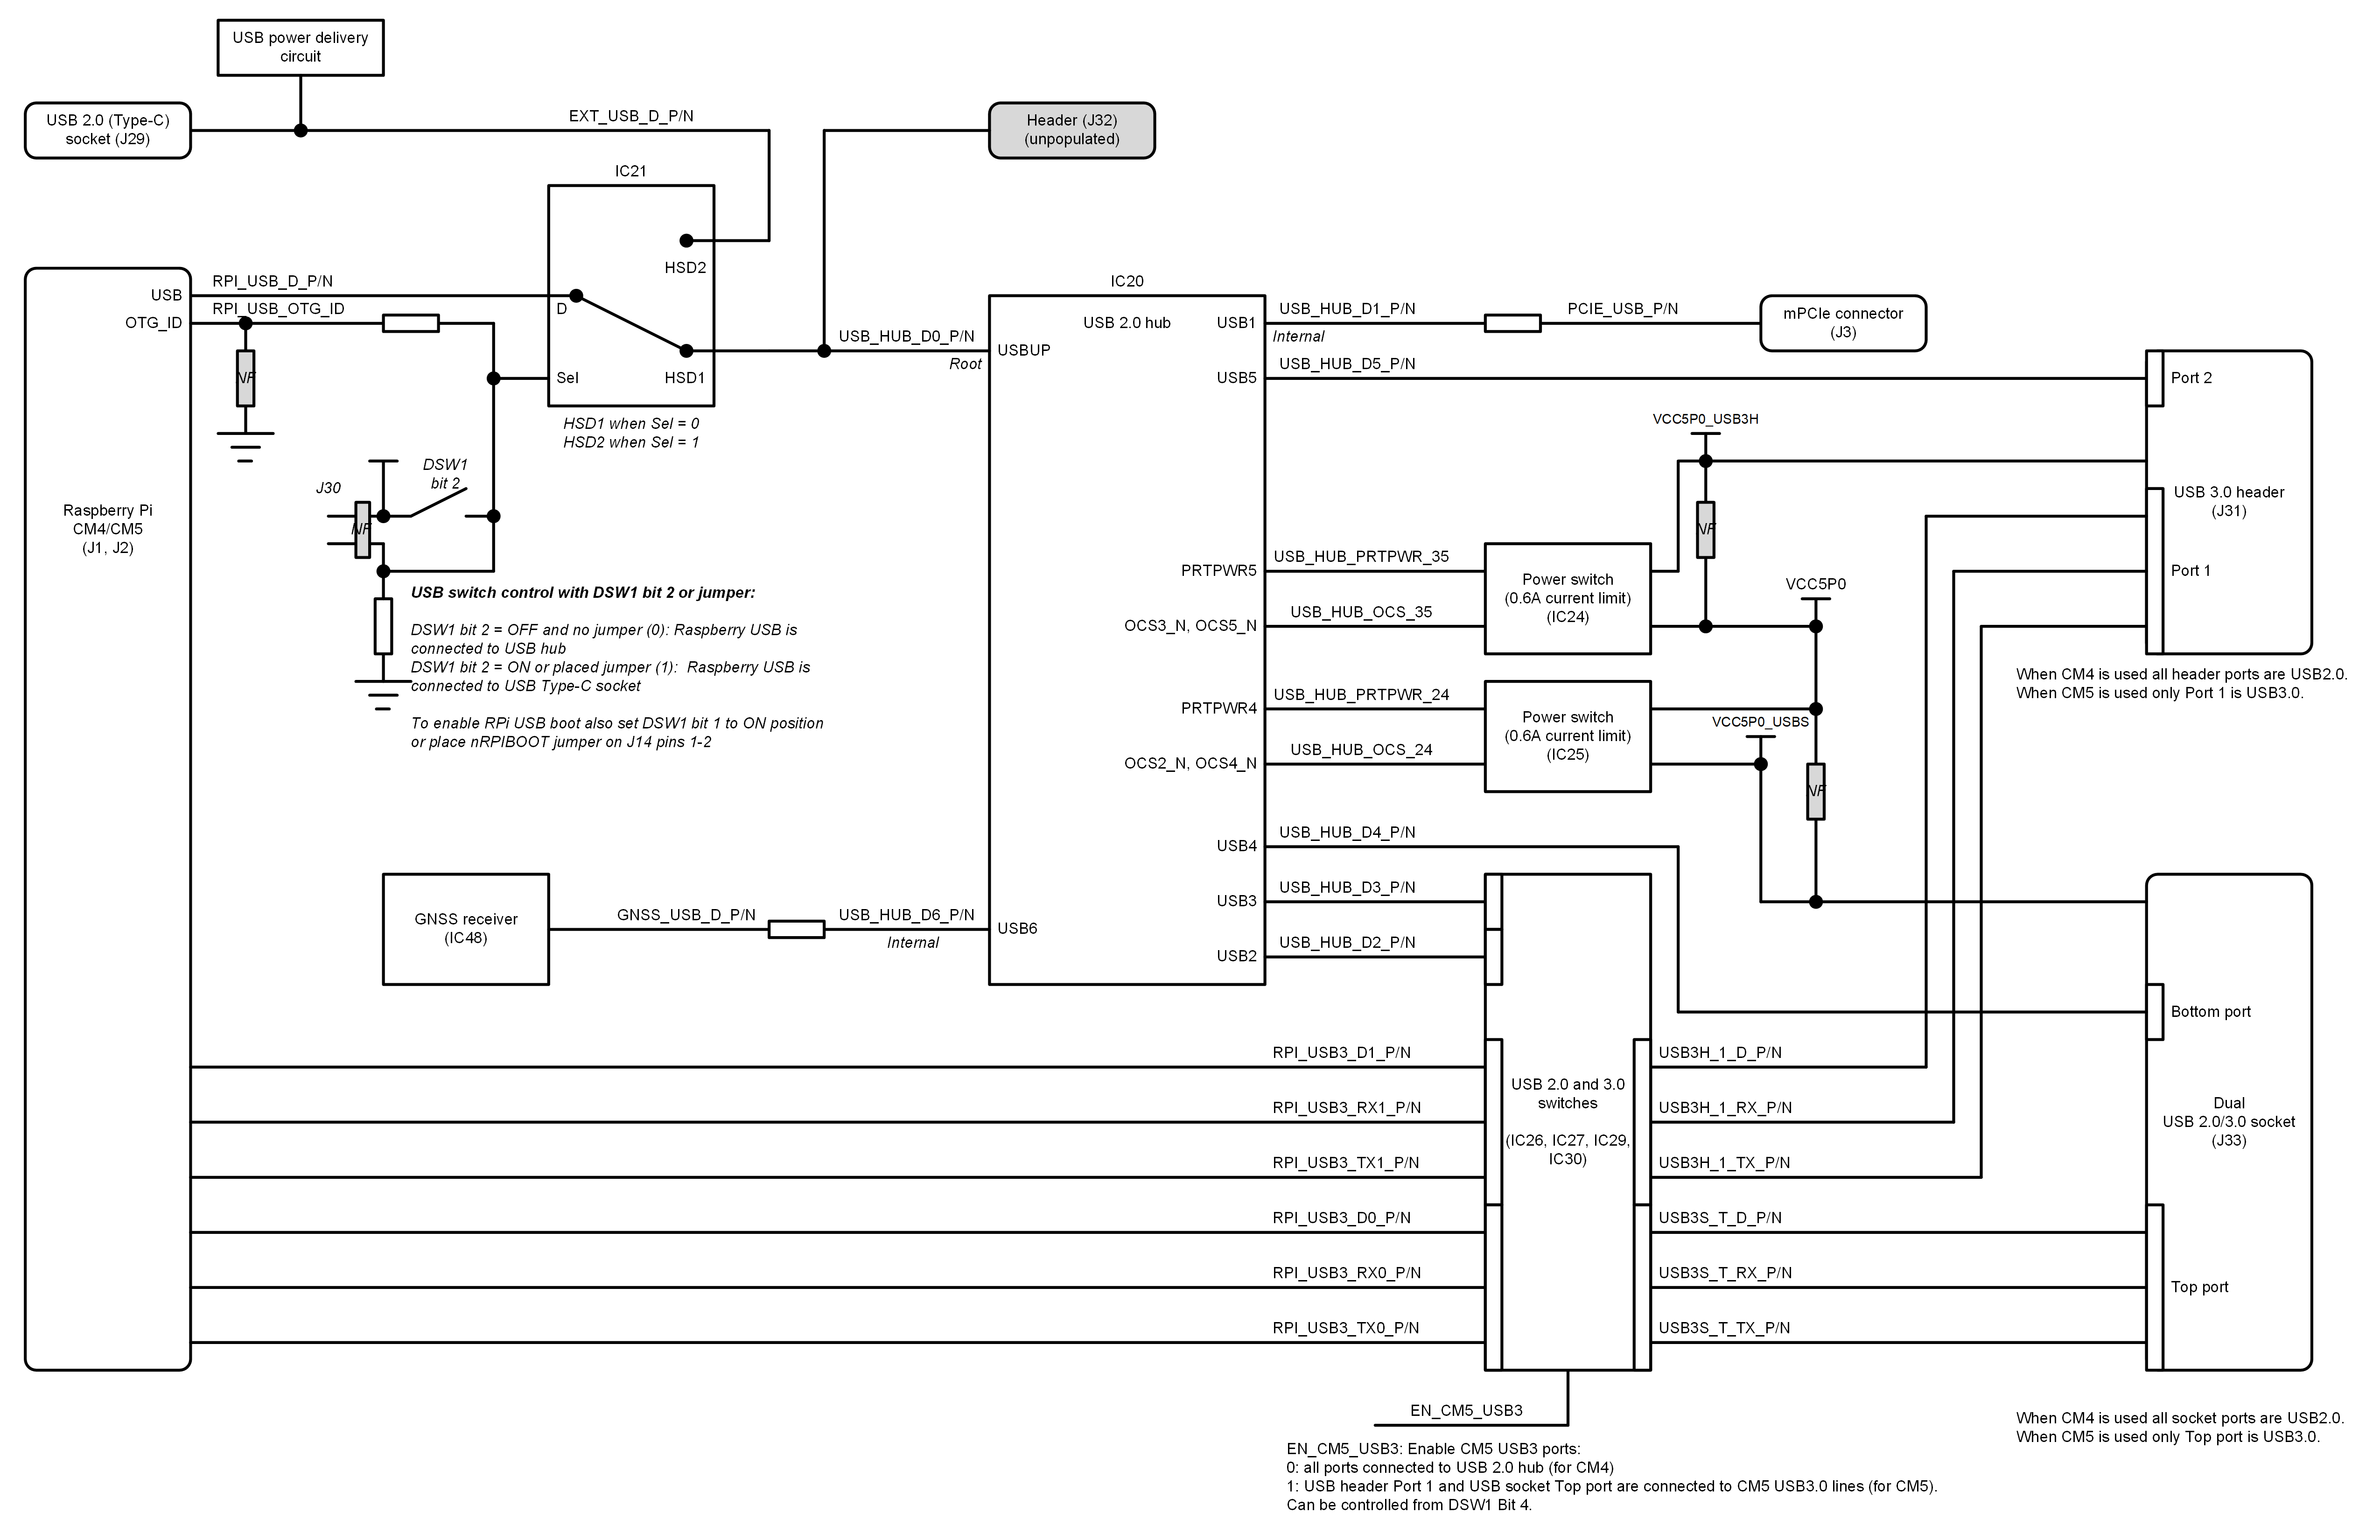 USB power delivery
circuit
USB 2.0 (Type-C)
socket (J29)
EXT_USB_D_P/N
Header (J32)
(unpopulated)
IC21
HSD2
D
Sel
HSD1
HSD1 when Sel = 0
HSD2 when Sel = 1
USB
RPI_USB_D_P/N
OTG_ID
RPI_USB_OTG_ID
NF
Raspberry Pi
CM4/CM5
(J1, J2)
J30
NF
DSW1
bit 2
USB switch control with DSW1 bit 2 or jumper:
DSW1 bit 2 = OFF and no jumper (0): Raspberry USB is
connected to USB hub
DSW1 bit 2 = ON or placed jumper (1):  Raspberry USB is
connected to USB Type-C socket
To enable RPi USB boot also set DSW1 bit 1 to ON position
or place nRPIBOOT jumper on J14 pins 1-2
USB_HUB_D0_P/N
Root
IC20
USB 2.0 hub
USBUP
USB1
USB5
PRTPWR5
OCS3_N, OCS5_N
PRTPWR4
OCS2_N, OCS4_N
USB4
USB3
USB2
USB6
GNSS receiver
(IC48)
GNSS_USB_D_P/N
USB_HUB_D6_P/N
Internal
USB_HUB_D1_P/N
Internal
PCIE_USB_P/N
mPCIe connector
(J3)
USB_HUB_D5_P/N
VCC5P0_USB3H
NF
USB_HUB_PRTPWR_35
USB_HUB_OCS_35
Power switch
(0.6A current limit)
(IC24)
VCC5P0
USB_HUB_PRTPWR_24
USB_HUB_OCS_24
Power switch
(0.6A current limit)
(IC25)
VCC5P0_USBS
NF
Port 2
USB 3.0 header
(J31)
Port 1
When CM4 is used all header ports are USB2.0.
When CM5 is used only Port 1 is USB3.0.
USB_HUB_D4_P/N
USB_HUB_D3_P/N
USB_HUB_D2_P/N
RPI_USB3_D1_P/N
RPI_USB3_RX1_P/N
RPI_USB3_TX1_P/N
RPI_USB3_D0_P/N
RPI_USB3_RX0_P/N
RPI_USB3_TX0_P/N
USB 2.0 and 3.0
switches
(IC26, IC27, IC29,
IC30)
USB3H_1_D_P/N
USB3H_1_RX_P/N
USB3H_1_TX_P/N
USB3S_T_D_P/N
USB3S_T_RX_P/N
USB3S_T_TX_P/N
Bottom port
Dual
USB 2.0/3.0 socket
(J33)
Top port
When CM4 is used all socket ports are USB2.0.
When CM5 is used only Top port is USB3.0.
EN_CM5_USB3
EN_CM5_USB3: Enable CM5 USB3 ports:
0: all ports connected to USB 2.0 hub (for CM4)
1: USB header Port 1 and USB socket Top port are connected to CM5 USB3.0 lines (for CM5).
Can be controlled from DSW1 Bit 4.